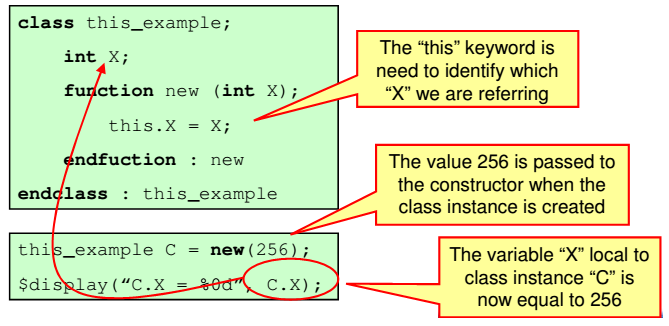 class this_example;
int X;
function new (int X);
this.X = X;
endfuction : new
endclass : this_example
The “this” keyword is
need to identify which
“X” we are referring
The value 256 is passed to
the constructor when the
class instance is created
this_example C = new(256);
$display(“C.X = %0d”, C.X);
The variable “X” local to
class instance “C” is
now equal to 256